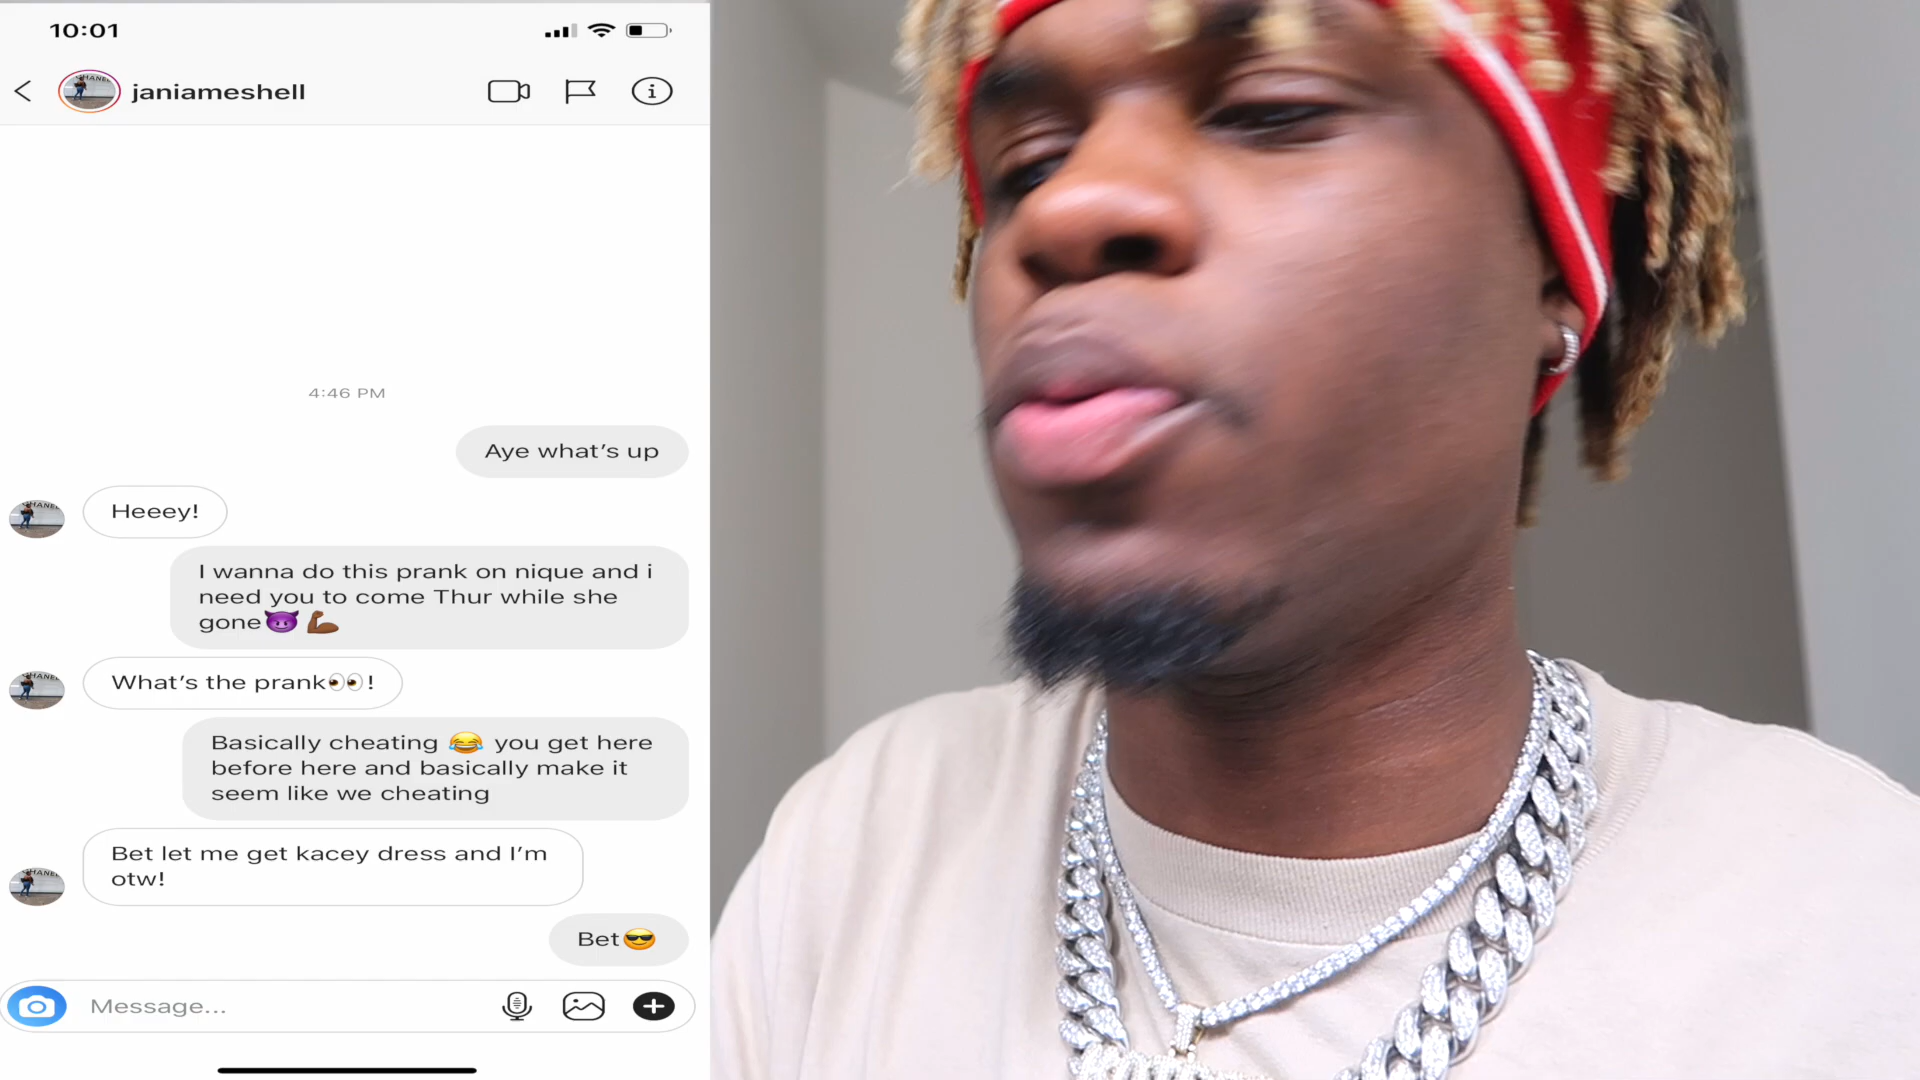 10:01
janiameshell
4:46 PM
Aye what’s up
Heeey!
I wanna do this prank on nique and i
need you to come Thur while she
gone😈 💪🏾
What’s the prank👀!
Basically cheating 😂 you get here
before here and basically make it
seem like we cheating
Bet let me get kacey dress and I’m
otw!
Bet😎
Message...